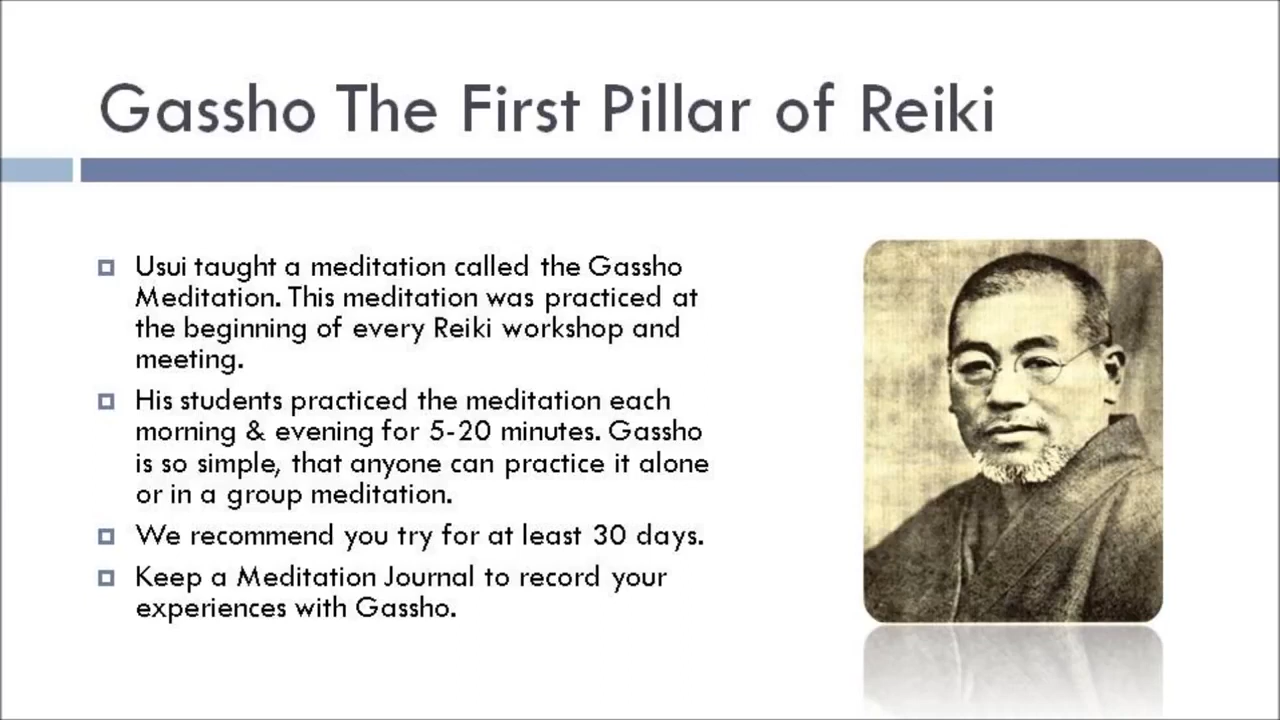 Gassho The First Pillar of Reiki
Usui taught a meditation called the Gassho
Meditation. This meditation was practiced at
the beginning of every Reiki workshop and
meeting.
His students practiced the meditation each
morning & evening for 5-20 minutes. Gassho
is so simple, that anyone can practice it alone
or in a group meditation.
We recommend you try for at least 30 days.
Keep a Meditation Journal to record your
experiences with Gassho.